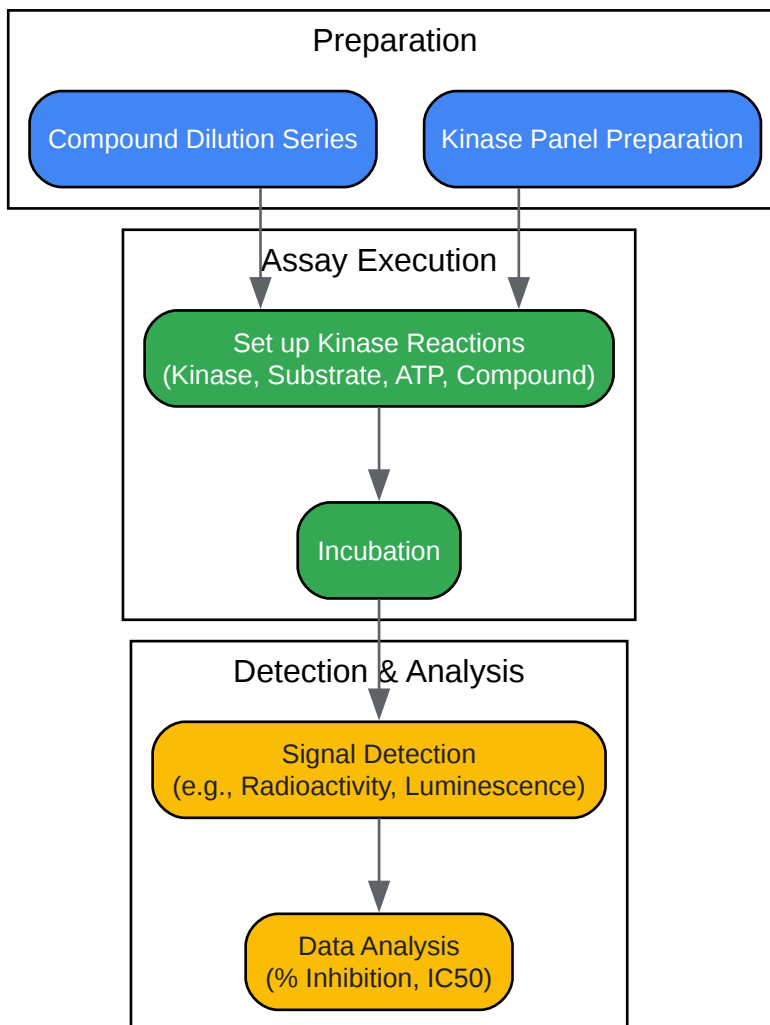 Preparation
Compound Dilution Series
Kinase Panel Preparation
Assay Execution
Set up Kinase Reactions
(Kinase, Substrate, ATP, Compound)
Incubation
Detection & Analysis
Signal Detection
(e.g., Radioactivity, Luminescence)
Data Analysis
(% Inhibition, IC50)